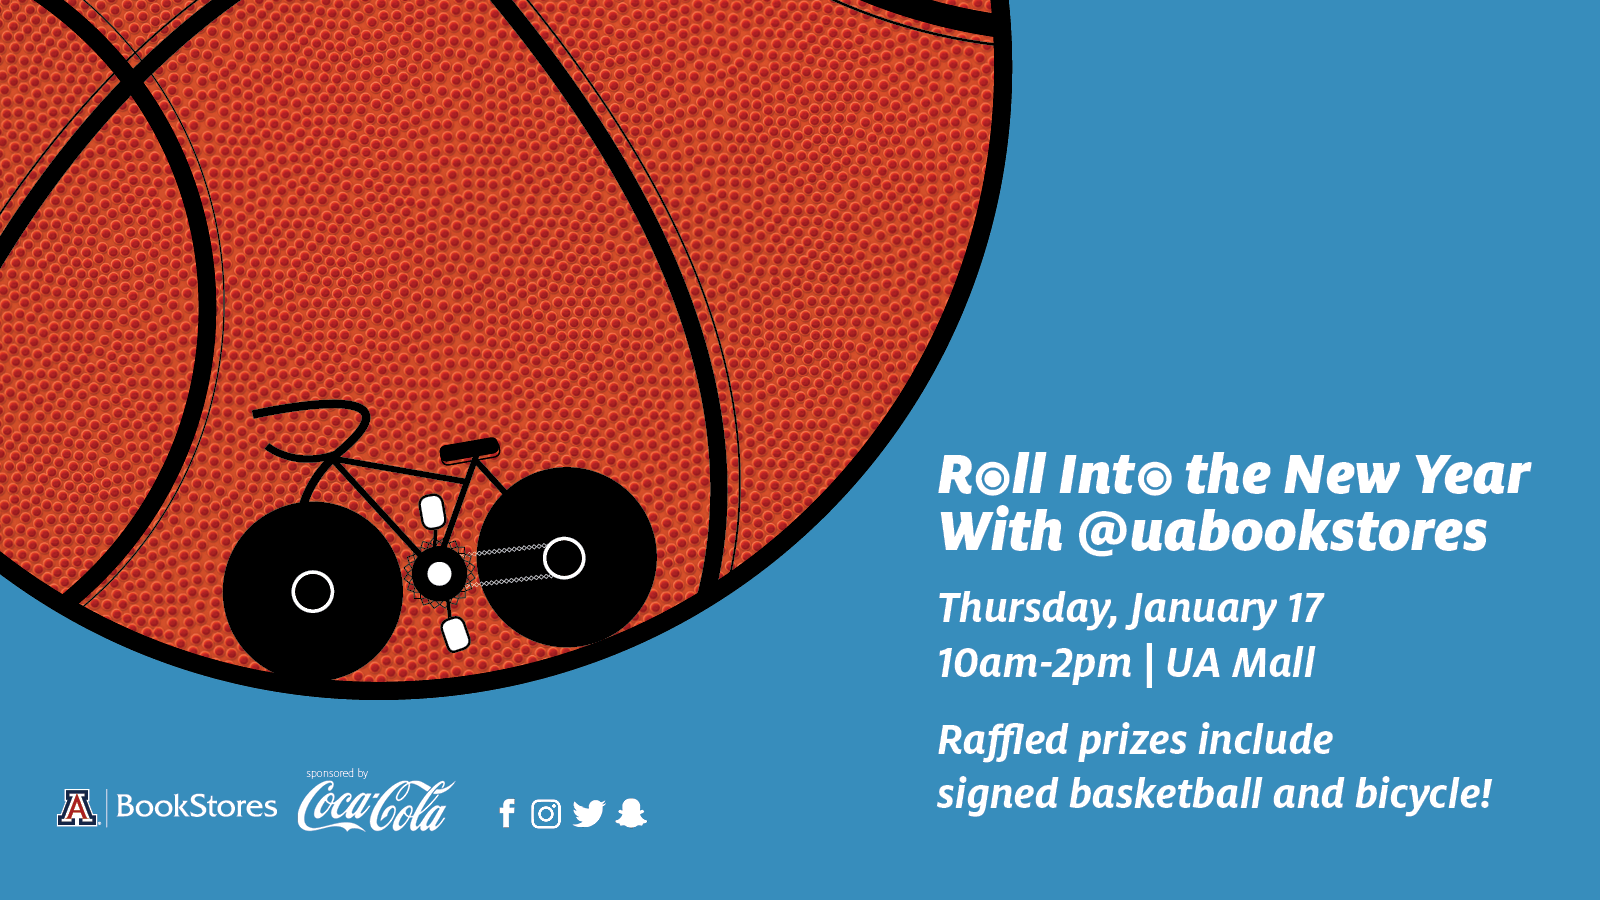 Roll Into the New Year
With @uabookstores
Thursday, January 17
10am-2pm | UA Mall
Raffled prizes include
signed basketball and bicycle!
sponsored by
A BookStores
Coca-Cola